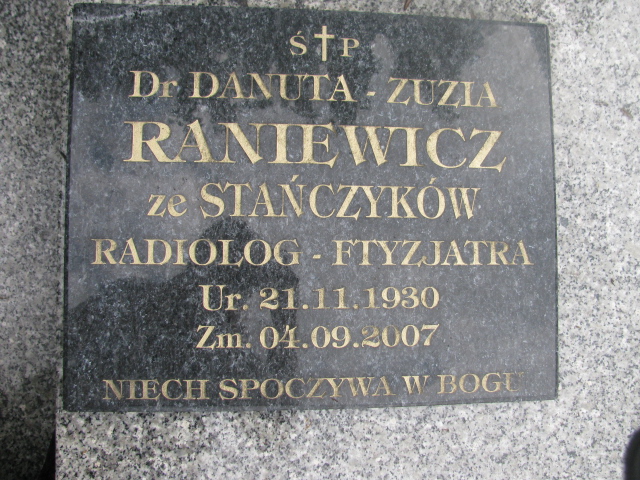 Ś✝P
Dr DANUTA - ZUZIA
RANIEWICZ
ze STAŃCZYKÓW
RADIOLOG - FTYZJATRA
Ur. 21.11.1930
Zm. 04.09.2007
NIECH SPOCZYWA W BOGU